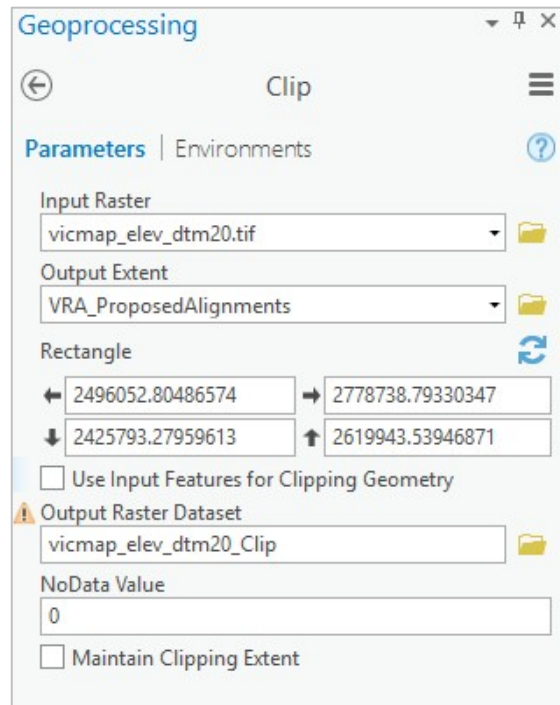 Geoprocessing
Clip
Parameters | Environments
Input Raster
vicmap_elev_dtm20.tif
Output Extent
VRA_ProposedAlignments
Rectangle
2496052.80486574 2778738.79330347
2425793.27959613 2619943.53946871
Use Input Features for Clipping Geometry
Output Raster Dataset
vicmap_elev_dtm20_Clip
NoData Value
0
Maintain Clipping Extent